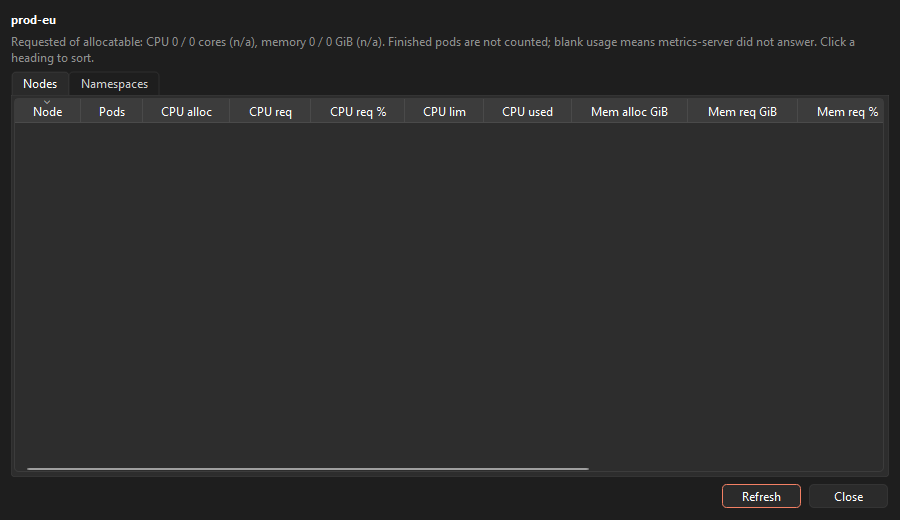 prod-eu
Requested of allocatable: CPU 0 / 0 cores (n/a), memory 0 / 0 GiB (n/a). Finished pods are not counted; blank usage means metrics-server did not answer. Click a
heading to sort.
Nodes Namespaces
Node Pods CPU alloc CPU req CPU req % CPU lim CPU used Mem alloc GiB Mem req GiB Mem req %
Refresh Close